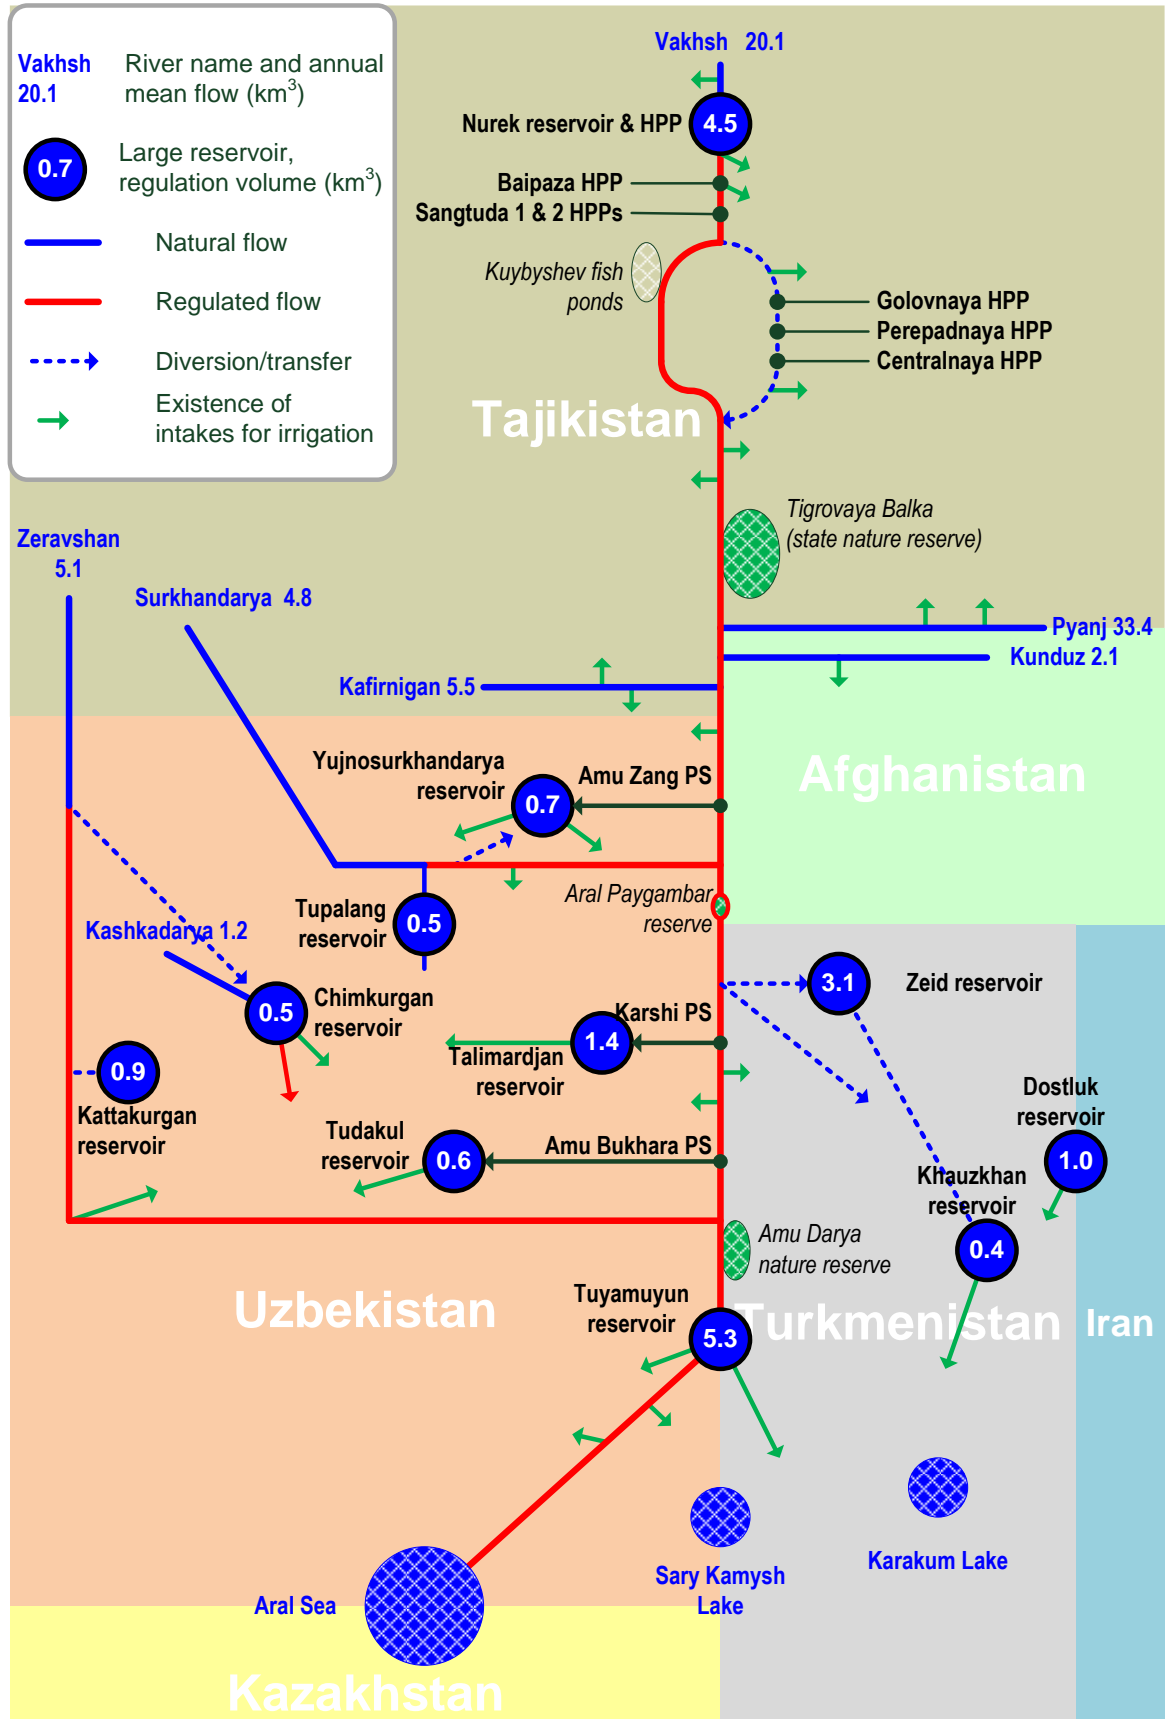 Vakhsh
20.1
River name and annual
mean flow (km³)
0.7
Large reservoir,
regulation volume (km³)
Natural flow
Regulated flow
Diversion/transfer
Existence of
intakes for irrigation
Vakhsh 20.1
Nurek reservoir & HPP
4.5
Baipaza HPP
Sangtuda 1 & 2 HPPs
Kuybyshev fish
ponds
Golovnaya HPP
Perepadnaya HPP
Centralnaya HPP
Tajikistan
Tigrovaya Balka
(state nature reserve)
Zeravshan
5.1
Surkhandarya 4.8
Pyanj 33.4
Kunduz 2.1
Kafirnigan 5.5
Yujnosurkhandarya
reservoir
0.7
Amu Zang PS
Afghanistan
Aral Paygambar
reserve
Tupalang
reservoir
0.5
Kashkadarya 1.2
0.5
Chimkurgan
reservoir
3.1
Zeid reservoir
Karshi PS
1.4
Talimardjan
reservoir
0.9
Kattakurgan
reservoir
Dostluk
reservoir
1.0
Tudakul
reservoir
0.6
Amu Bukhara PS
Khauzkhan
reservoir
0.4
Amu Darya
nature reserve
Uzbekistan
Tuyamuyun
reservoir
5.3
Turkmenistan
Iran
Sary Kamysh
Lake
Karakum Lake
Aral Sea
Kazakhstan